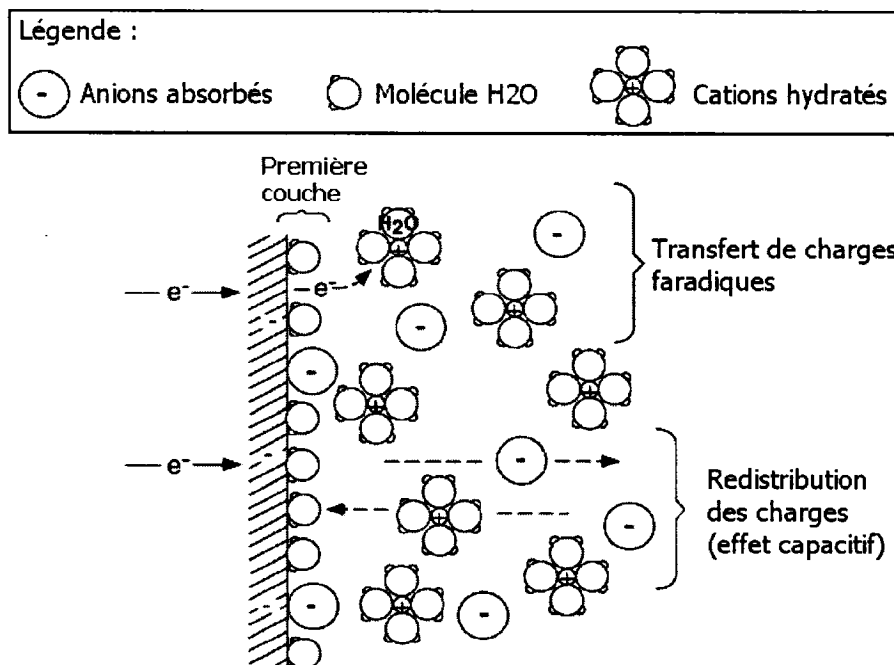 Légende :
- Anions absorbés Molécule H2O + Cations hydratés
Première
couche
H2O
+
-
Transfert de charges
faradiques
e-
e-
+
-
-
+
+
e-
-
Redistribution
des charges
(effet capacitif)
+
-
+
-
+
-